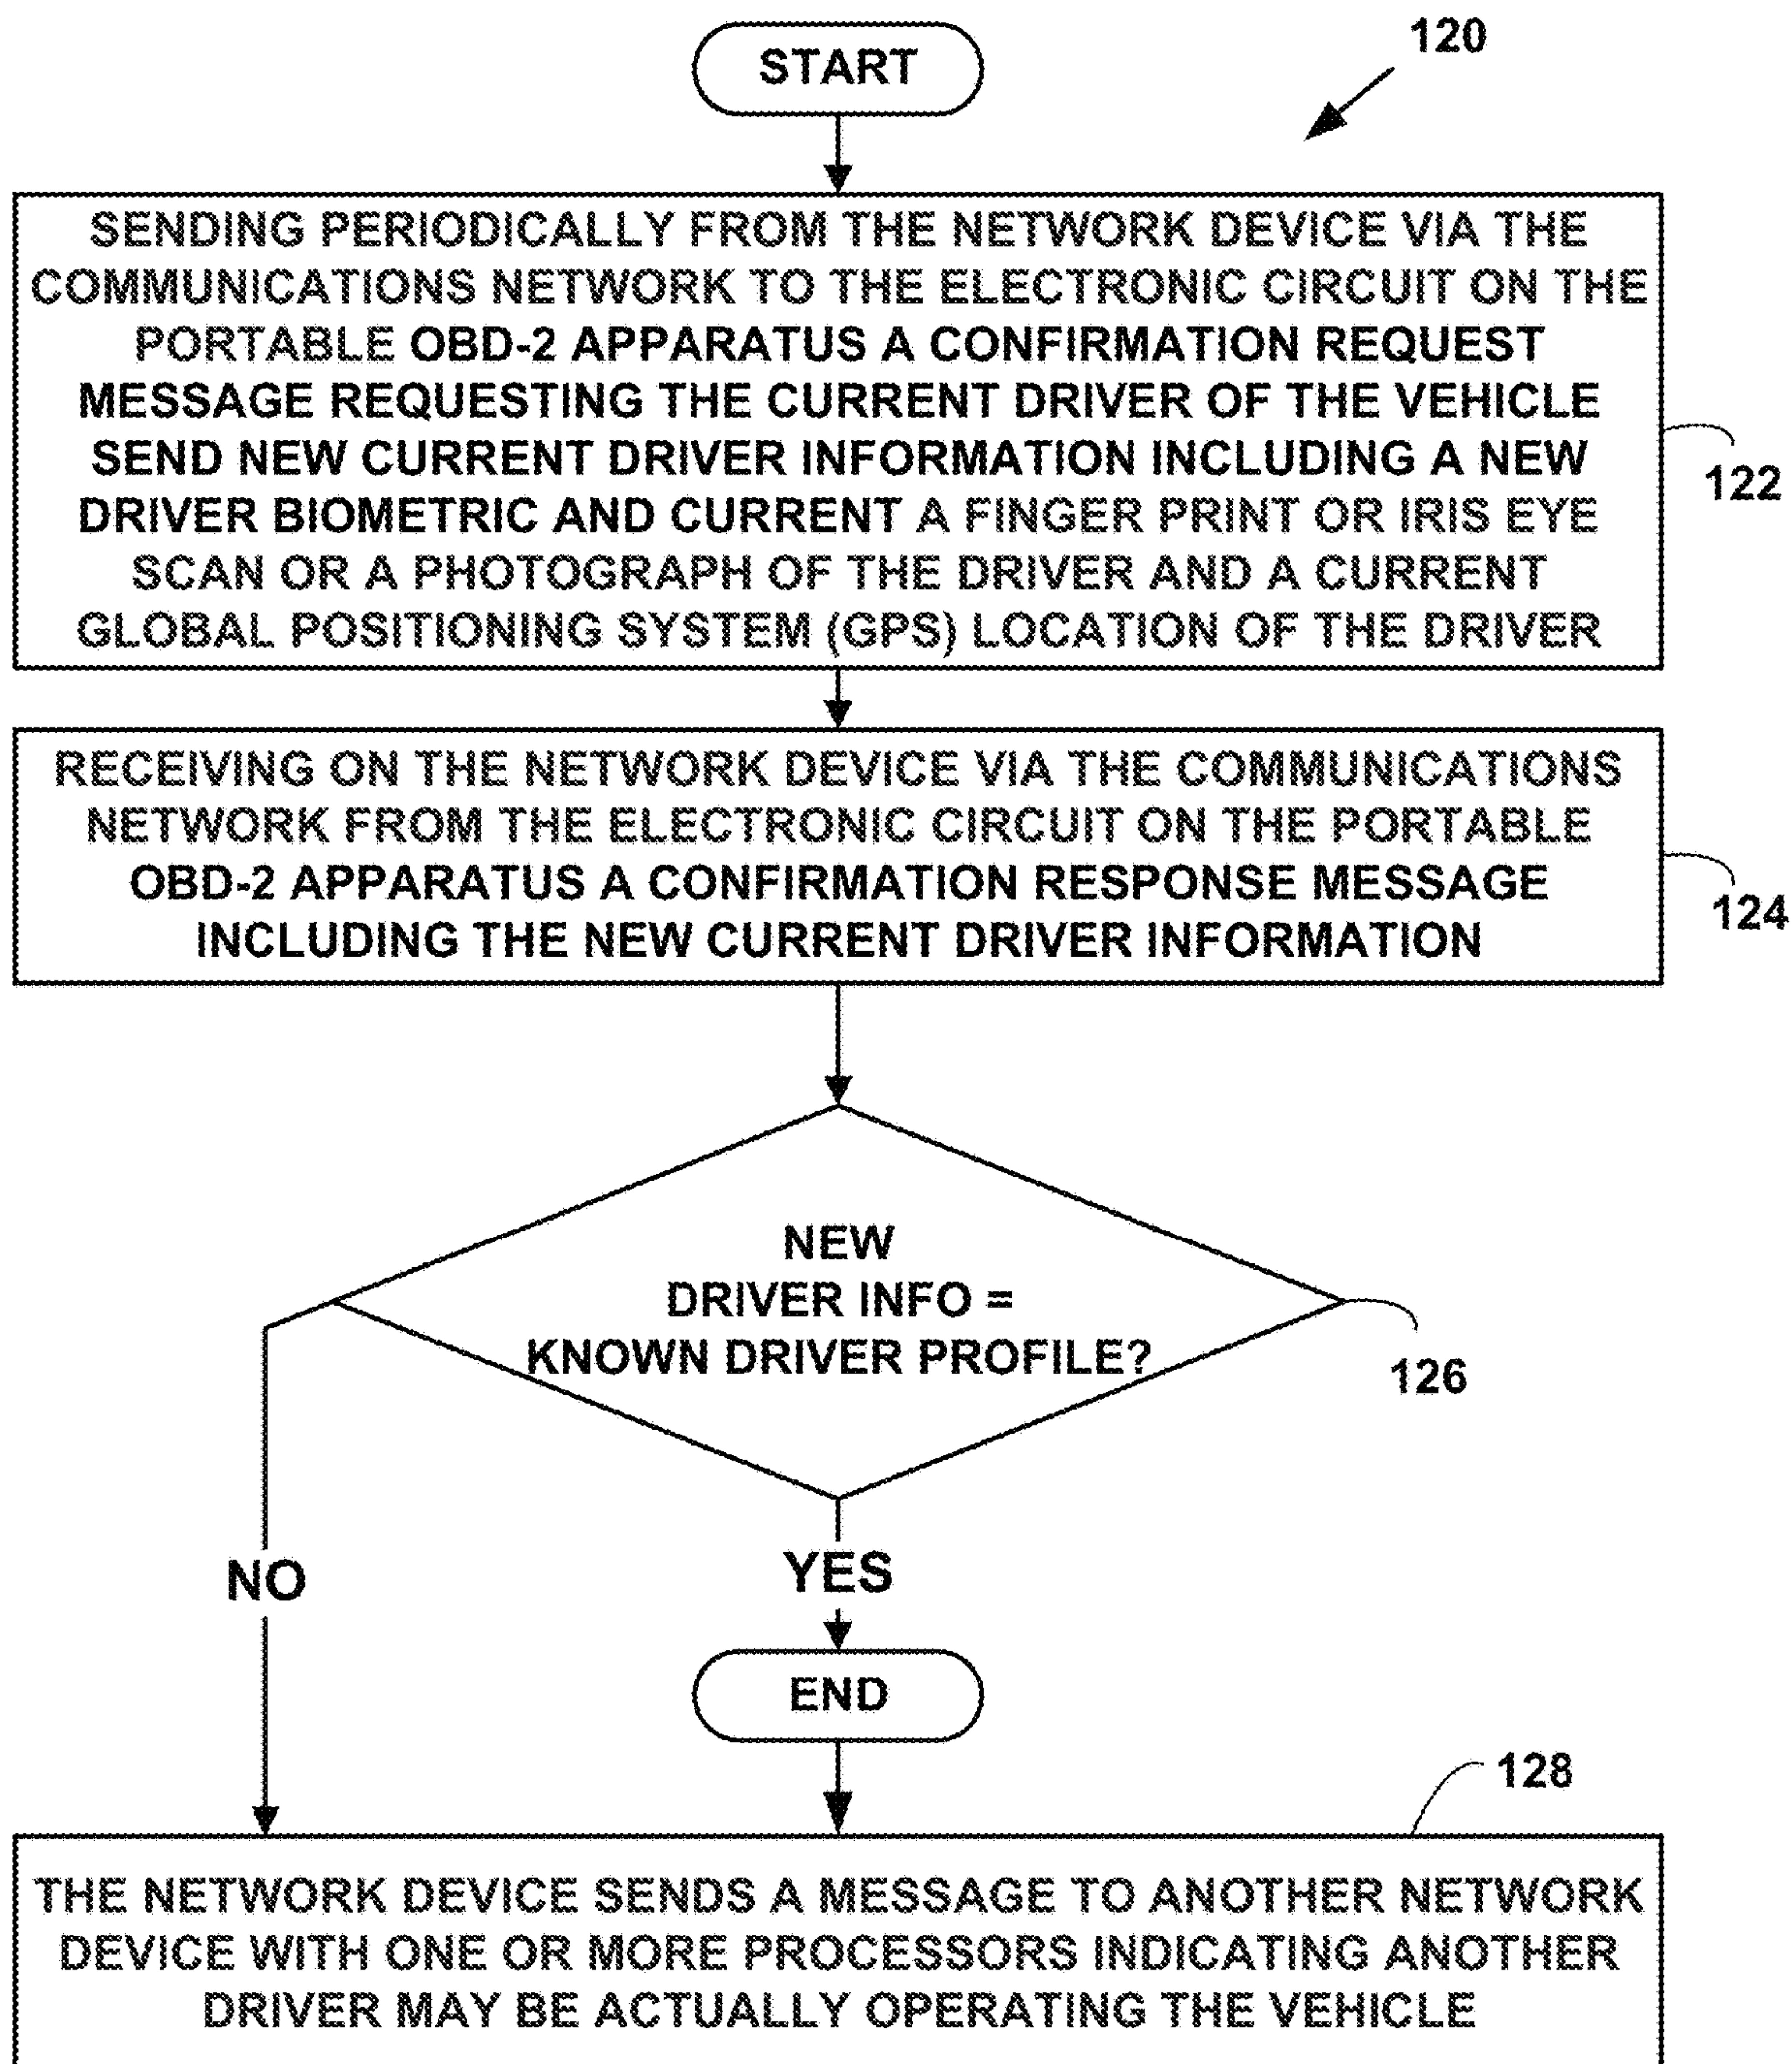 START
120
SENDING PERIODICALLY FROM THE NETWORK DEVICE VIA THE
COMMUNICATIONS NETWORK TO THE ELECTRONIC CIRCUIT ON THE
PORTABLE OBD-2 APPARATUS A CONFIRMATION REQUEST
MESSAGE REQUESTING THE CURRENT DRIVER OF THE VEHICLE
SEND NEW CURRENT DRIVER INFORMATION INCLUDING A NEW
DRIVER BIOMETRIC AND CURRENT A FINGER PRINT OR IRIS EYE
SCAN OR A PHOTOGRAPH OF THE DRIVER AND A CURRENT
GLOBAL POSITIONING SYSTEM (GPS) LOCATION OF THE DRIVER
122
RECEIVING ON THE NETWORK DEVICE VIA THE COMMUNICATIONS
NETWORK FROM THE ELECTRONIC CIRCUIT ON THE PORTABLE
OBD-2 APPARATUS A CONFIRMATION RESPONSE MESSAGE
INCLUDING THE NEW CURRENT DRIVER INFORMATION
124
NEW
DRIVER INFO =
KNOWN DRIVER PROFILE?
126
NO
YES
END
128
THE NETWORK DEVICE SENDS A MESSAGE TO ANOTHER NETWORK
DEVICE WITH ONE OR MORE PROCESSORS INDICATING ANOTHER
DRIVER MAY BE ACTUALLY OPERATING THE VEHICLE